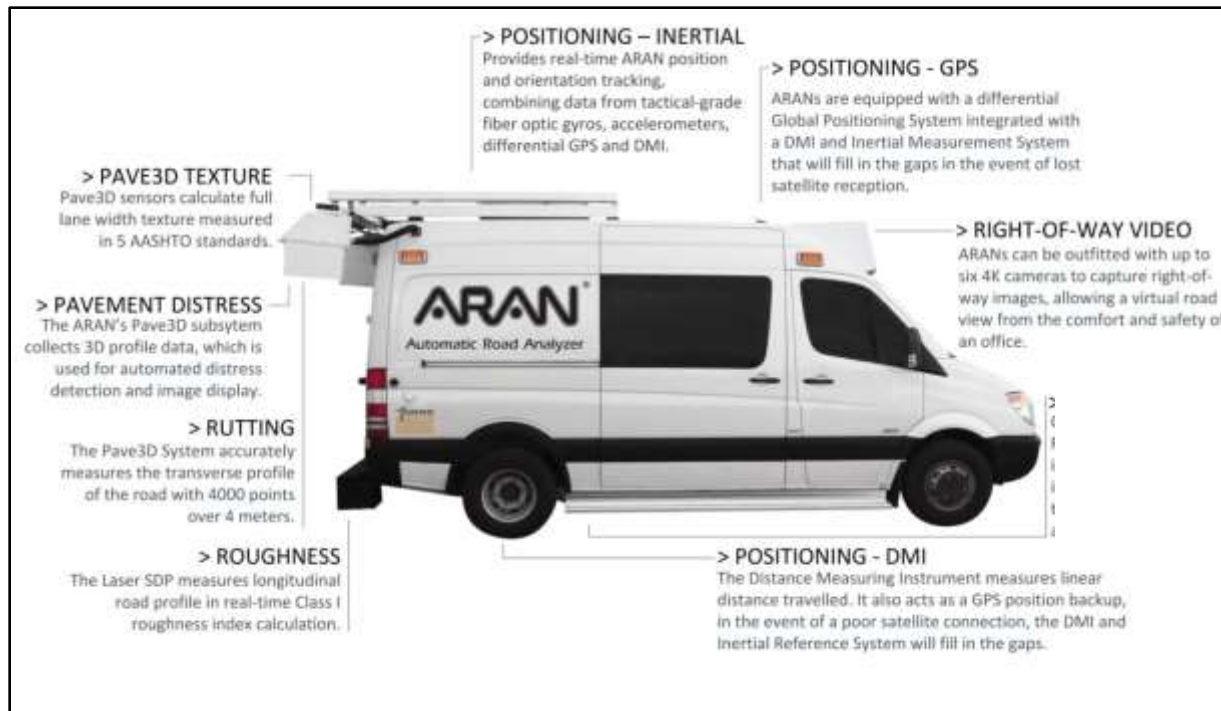 > POSITIONING – INERTIAL
Provides real-time ARAN position
and orientation tracking,
combining data from tactical-grade
fiber optic gyros, accelerometers,
differential GPS and DMI.
> POSITIONING - GPS
ARANs are equipped with a differential
Global Positioning System integrated with
a DMI and Inertial Measurement System
that will fill in the gaps in the event of lost
satellite reception.
> PAVE3D TEXTURE
Pave3D sensors calculate full
lane width texture measured
in 5 AASHTO standards.
> RIGHT-OF-WAY VIDEO
ARANs can be outfitted with up to
six 4K cameras to capture right-of-
way images, allowing a virtual road
view from the comfort and safety of
an office.
> PAVEMENT DISTRESS
The ARAN's Pave3D subsytem
collects 3D profile data, which is
used for automated distress
detection and image display.
ARAN®
Automatic Road Analyzer
> RUTTING
The Pave3D System accurately
measures the transverse profile
of the road with 4000 points
over 4 meters.
> ROUGHNESS
The Laser SDP measures longitudinal
road profile in real-time Class I
roughness index calculation.
> POSITIONING - DMI
The Distance Measuring Instrument measures linear
distance travelled. It also acts as a GPS position backup,
in the event of a poor satellite connection, the DMI and
Inertial Reference System will fill in the gaps.